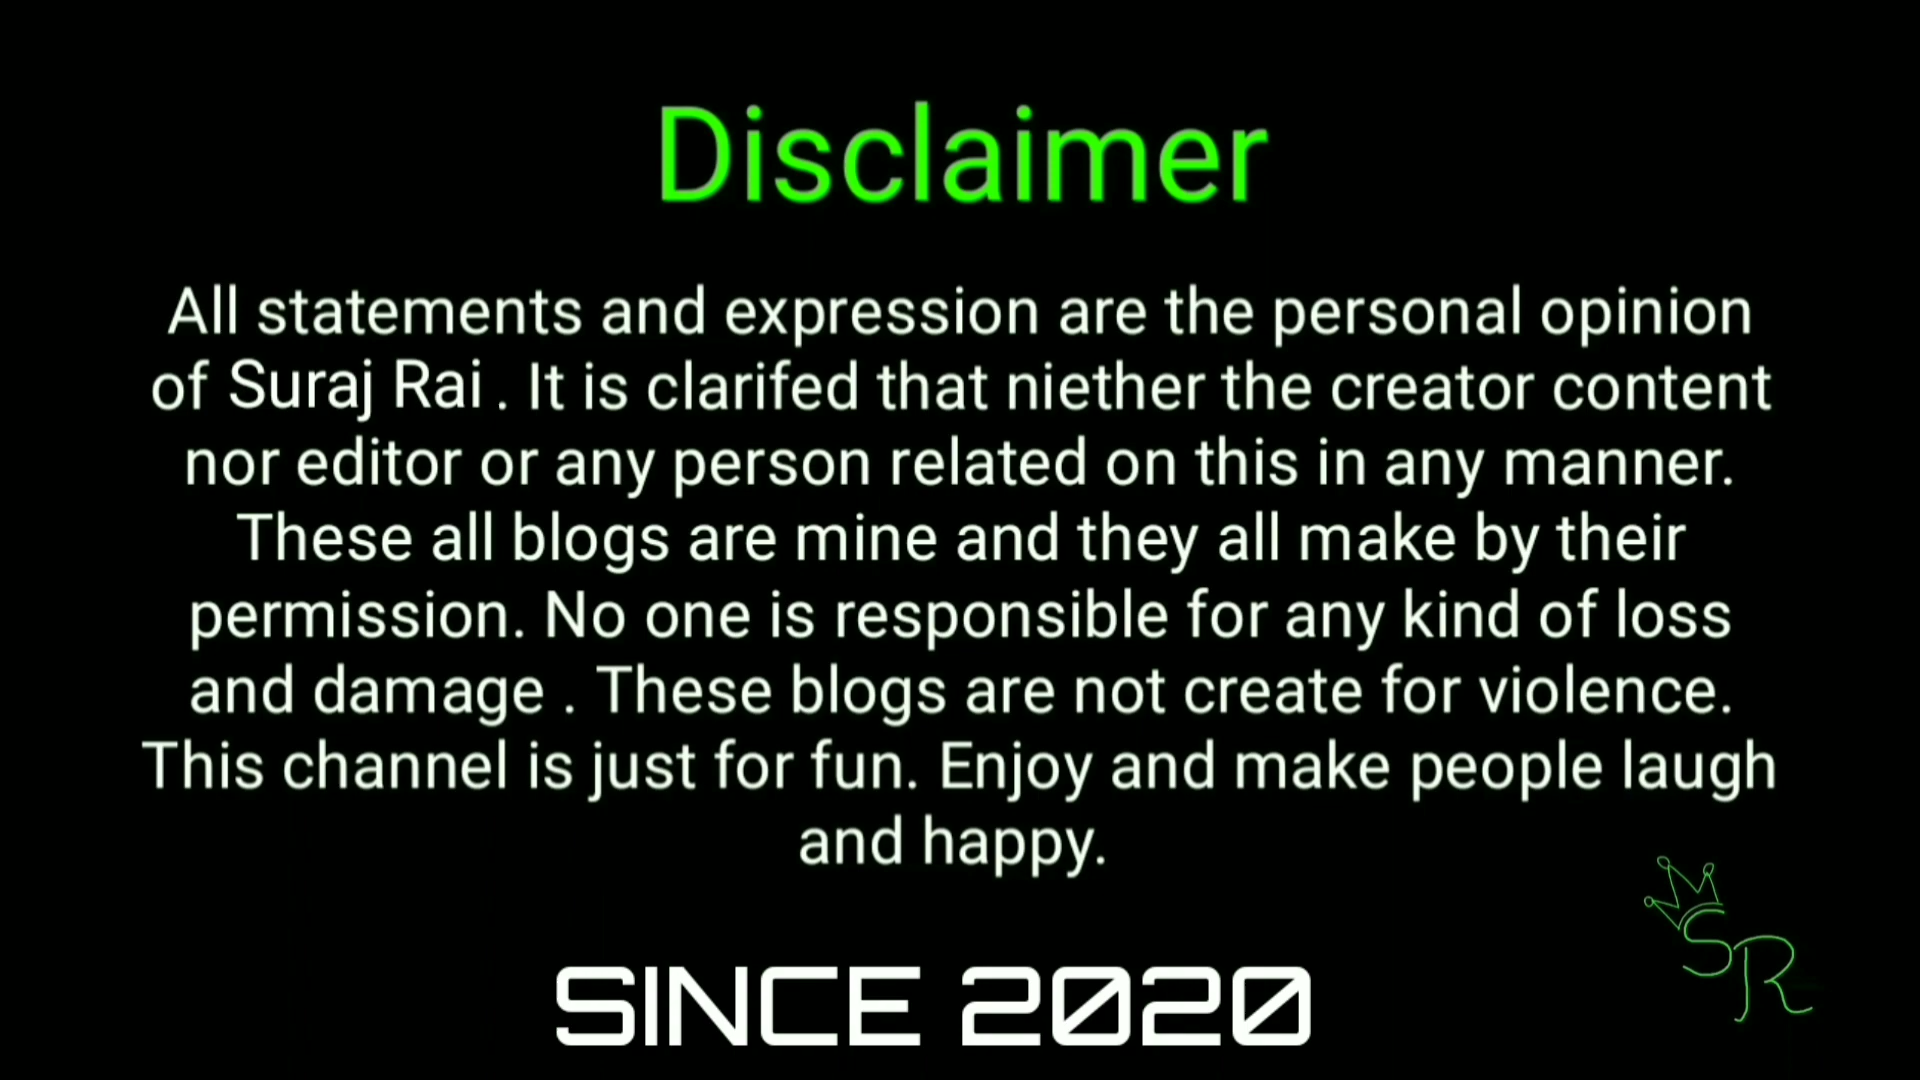 Disclaimer
All statements and expression are the personal opinion
of Suraj Rai . It is clarifed that niether the creator content
nor editor or any person related on this in any manner.
These all blogs are mine and they all make by their
permission. No one is responsible for any kind of loss
and damage . These blogs are not create for violence.
This channel is just for fun. Enjoy and make people laugh
and happy.
SR
SINCE 2020